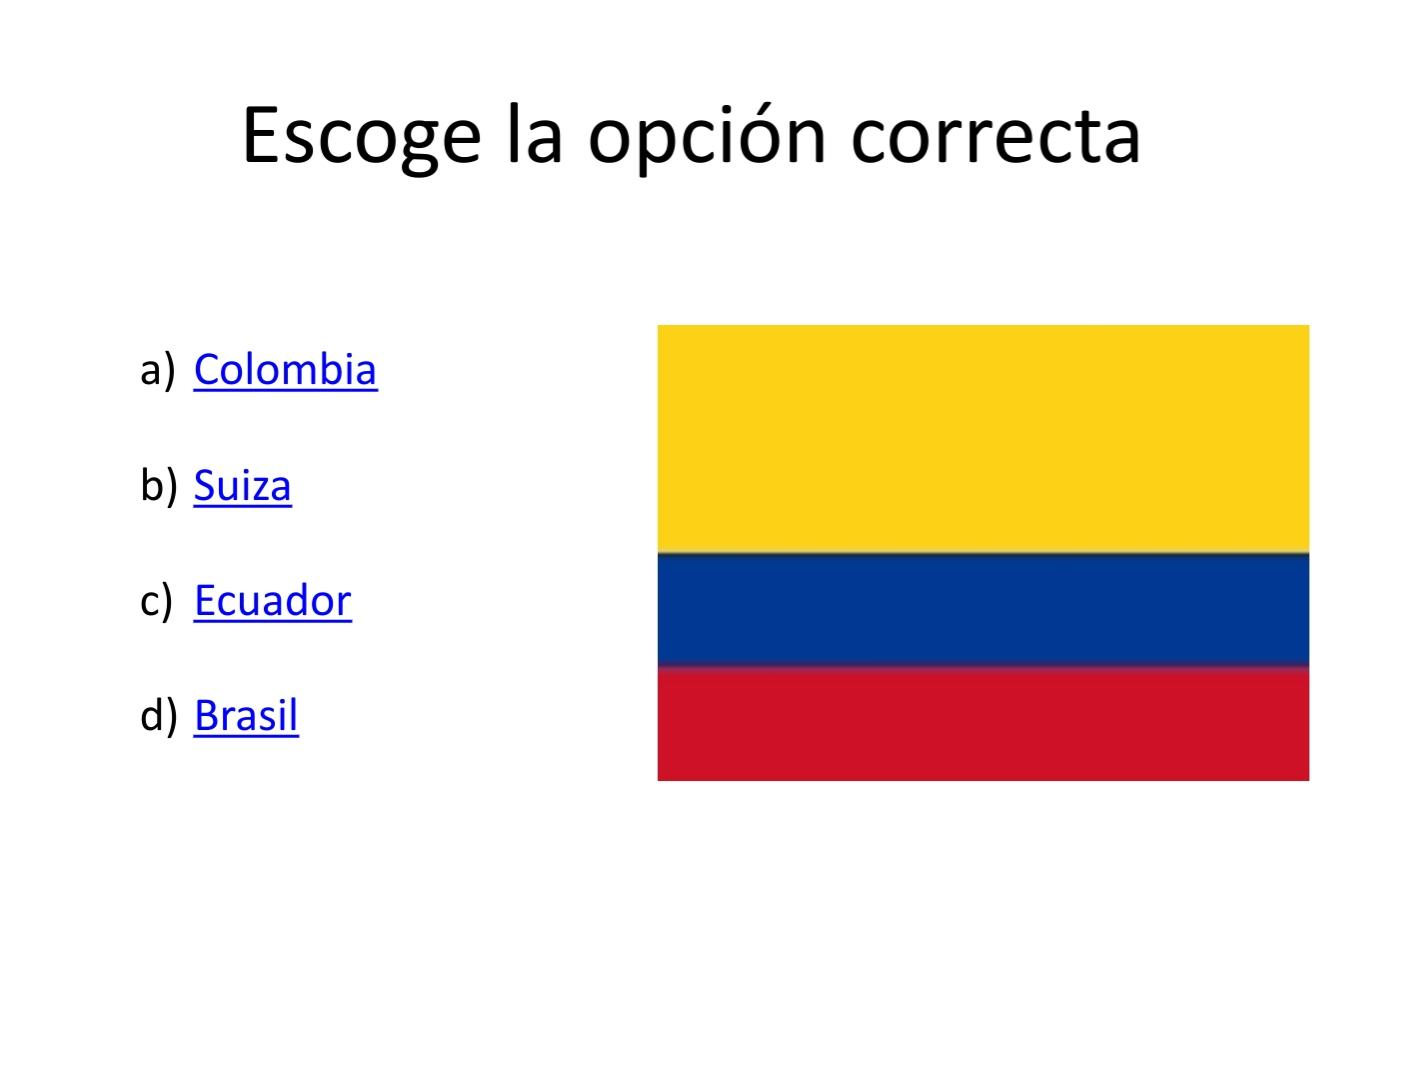 Escoge la opción correcta
a) Colombia
b) Suiza
c) Ecuador
d) Brasil